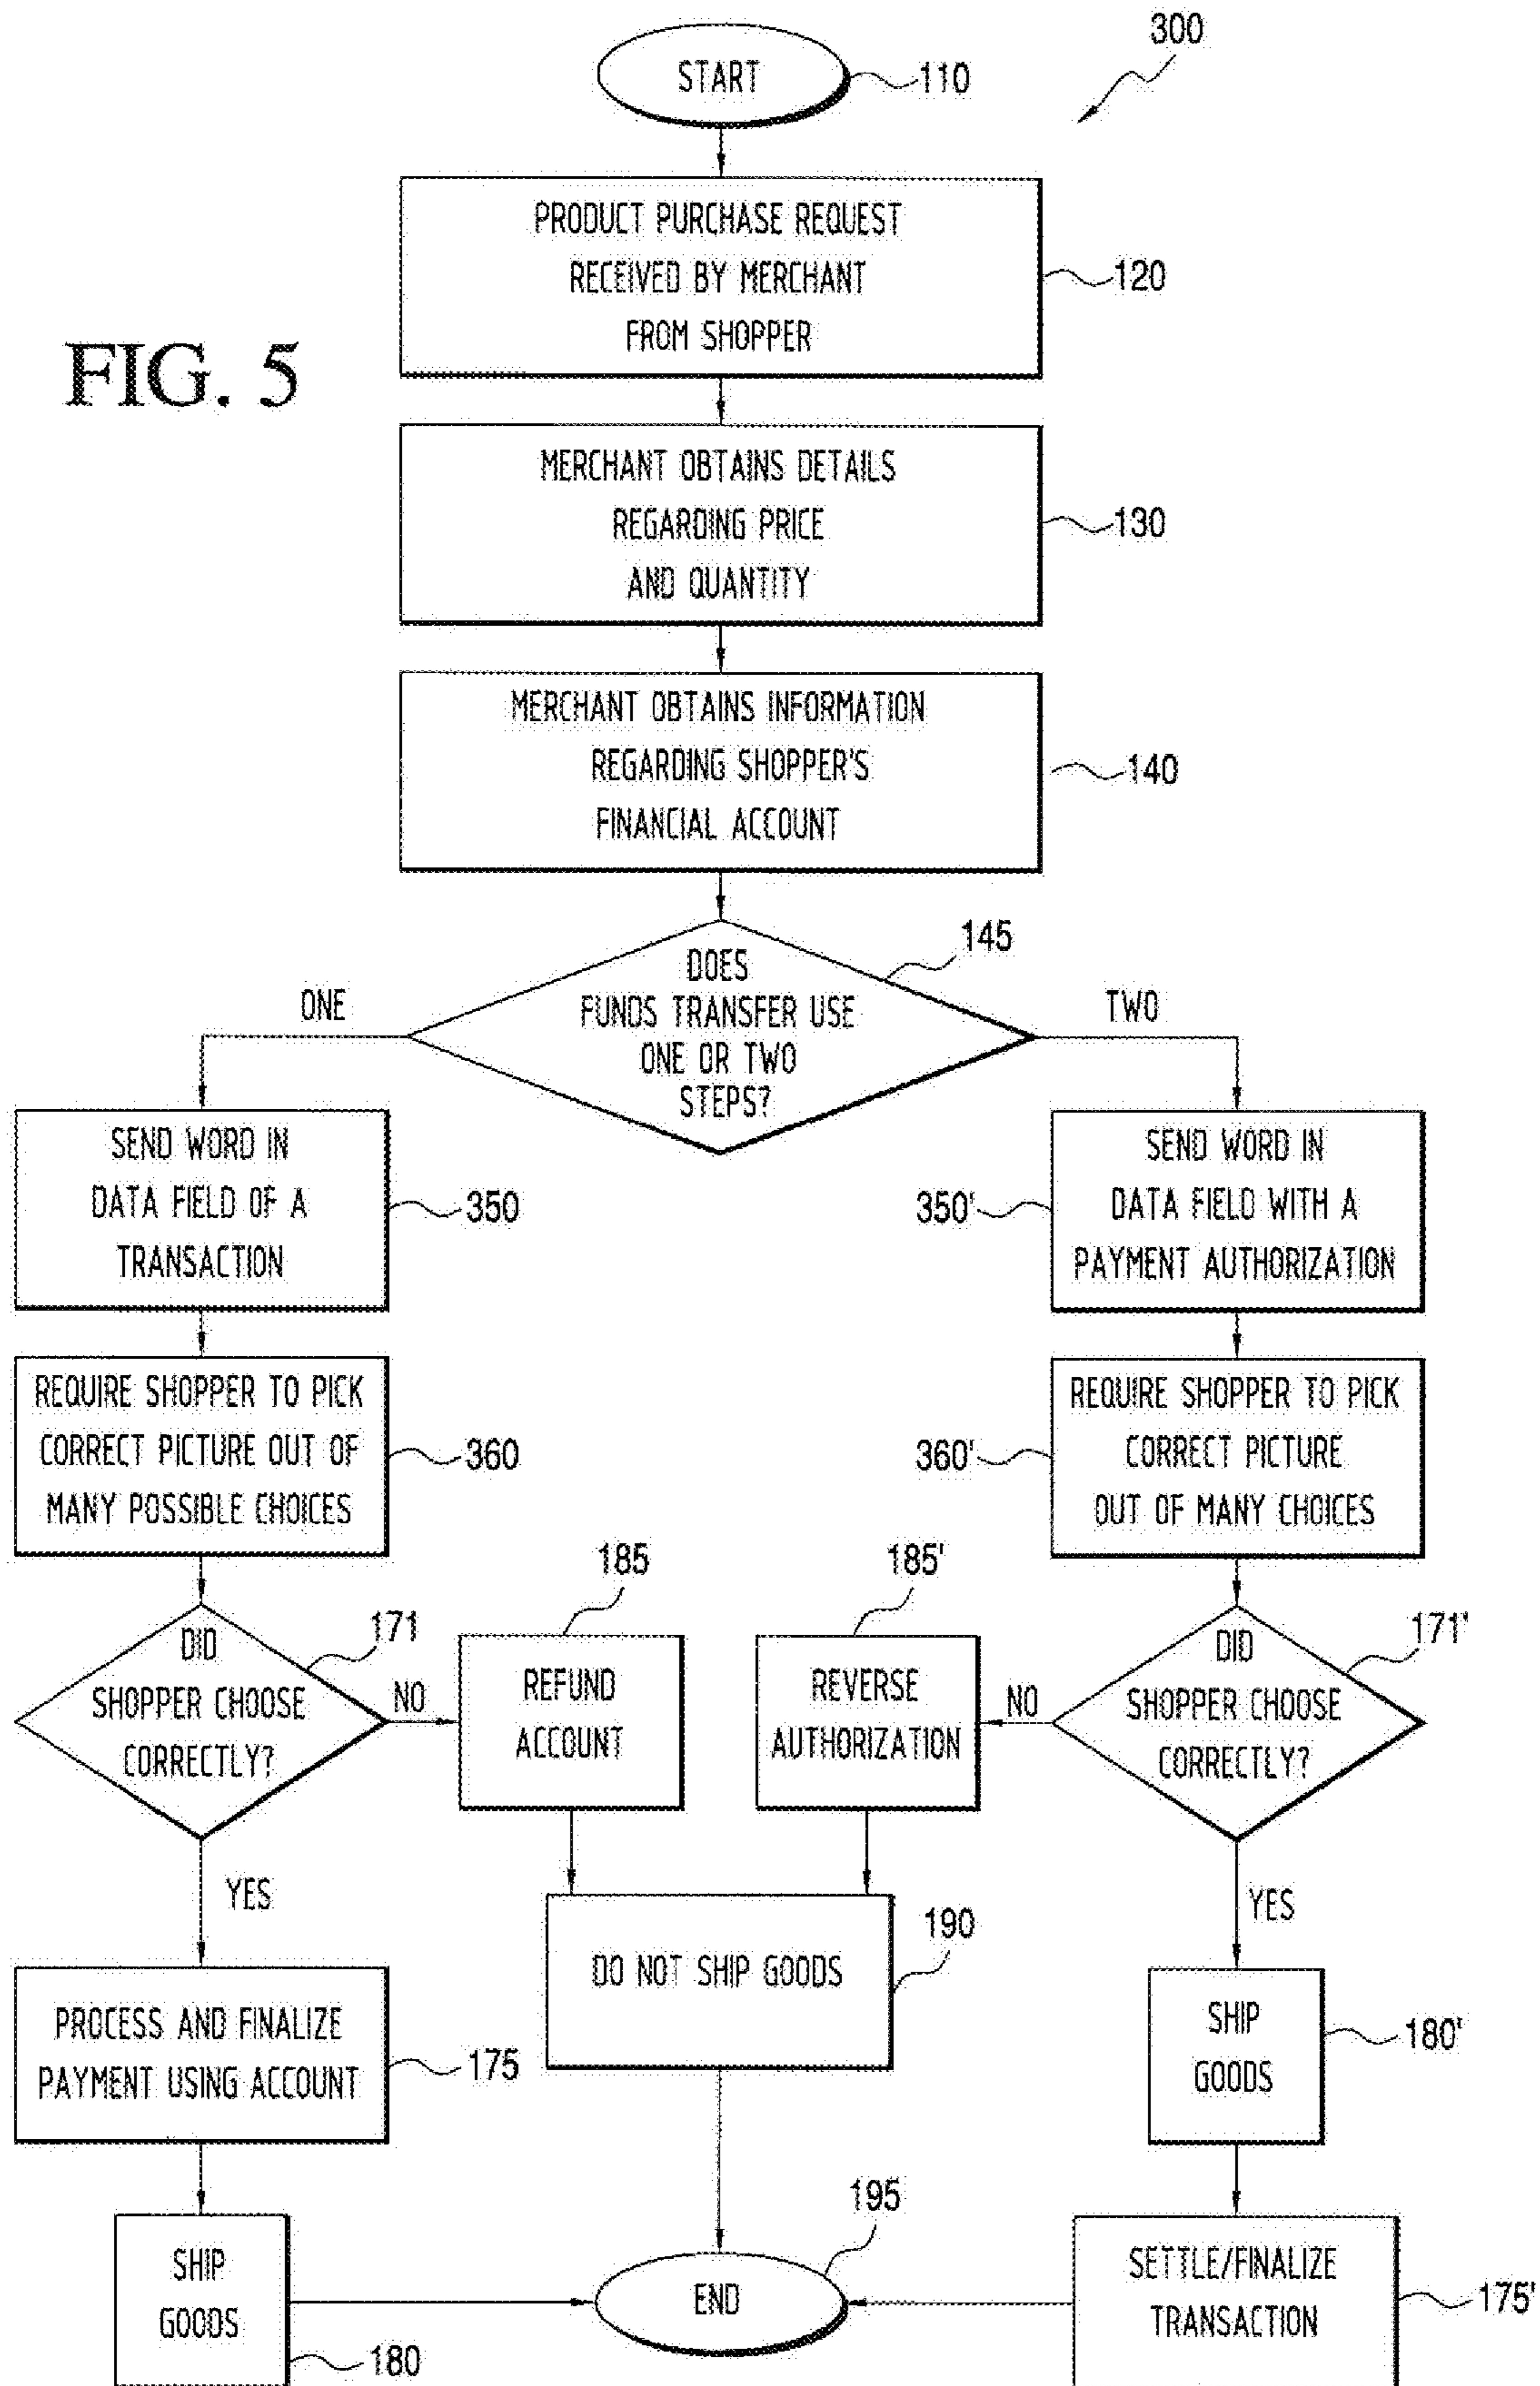 300
START
110
PRODUCT PURCHASE REQUEST
RECEIVED BY MERCHANT
FROM SHOPPER
120
FIG. 5
MERCHANT OBTAINS DETAILS
REGARDING PRICE
AND QUANTITY
130
MERCHANT OBTAINS INFORMATION
REGARDING SHOPPER'S
FINANCIAL ACCOUNT
140
145
DOES
FUNDS TRANSFER USE
ONE OR TWO
STEPS?
ONE
TWO
SEND WORD IN
DATA FIELD OF A
TRANSACTION
350
SEND WORD IN
DATA FIELD WITH A
PAYMENT AUTHORIZATION
350'
REQUIRE SHOPPER TO PICK
CORRECT PICTURE OUT OF
MANY POSSIBLE CHOICES
360
REQUIRE SHOPPER TO PICK
CORRECT PICTURE
OUT OF MANY CHOICES
360'
DID
SHOPPER CHOOSE
CORRECTLY?
171
NO
185
REFUND
ACCOUNT
185'
REVERSE
AUTHORIZATION
NO
DID
SHOPPER CHOOSE
CORRECTLY?
171'
YES
YES
DO NOT SHIP GOODS
190
PROCESS AND FINALIZE
PAYMENT USING ACCOUNT
175
SHIP
GOODS
180'
SHIP
GOODS
180
END
195
SETTLE/FINALIZE
TRANSACTION
175'